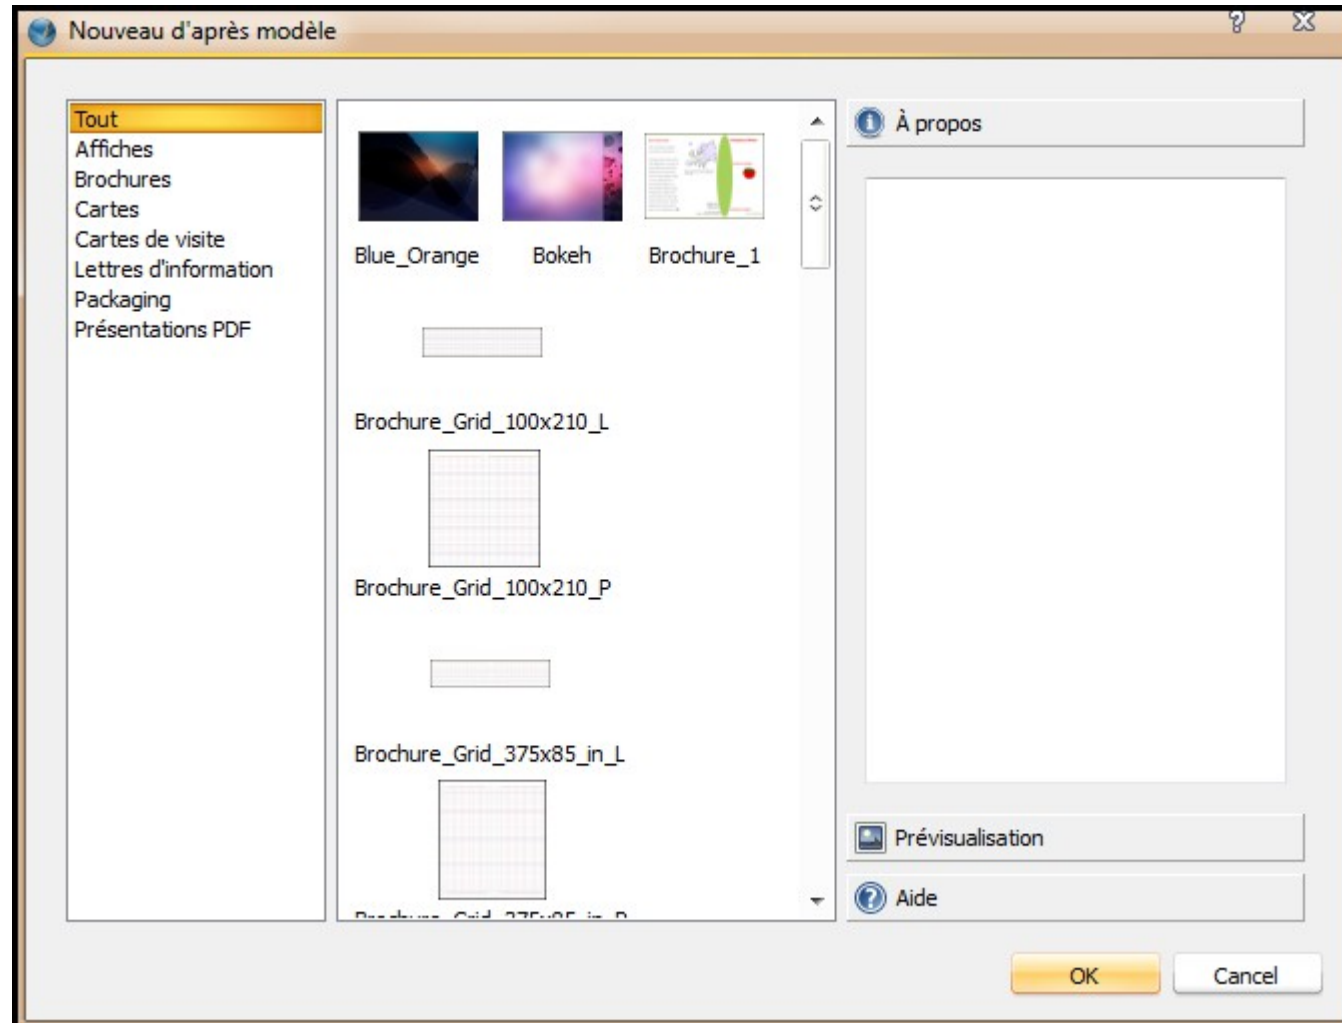 Nouveau d'après modèle
Tout
Affiches
Brochures
Cartes
Cartes de visite
Lettres d'information
Packaging
Présentations PDF
Blue_Orange
Bokeh
Brochure_1
Brochure_Grid_100x210_L
Brochure_Grid_100x210_P
Brochure_Grid_375x85_in_L
Brochure_Grid_375x85_in_P
À propos
Prévisualisation
Aide
OK
Cancel